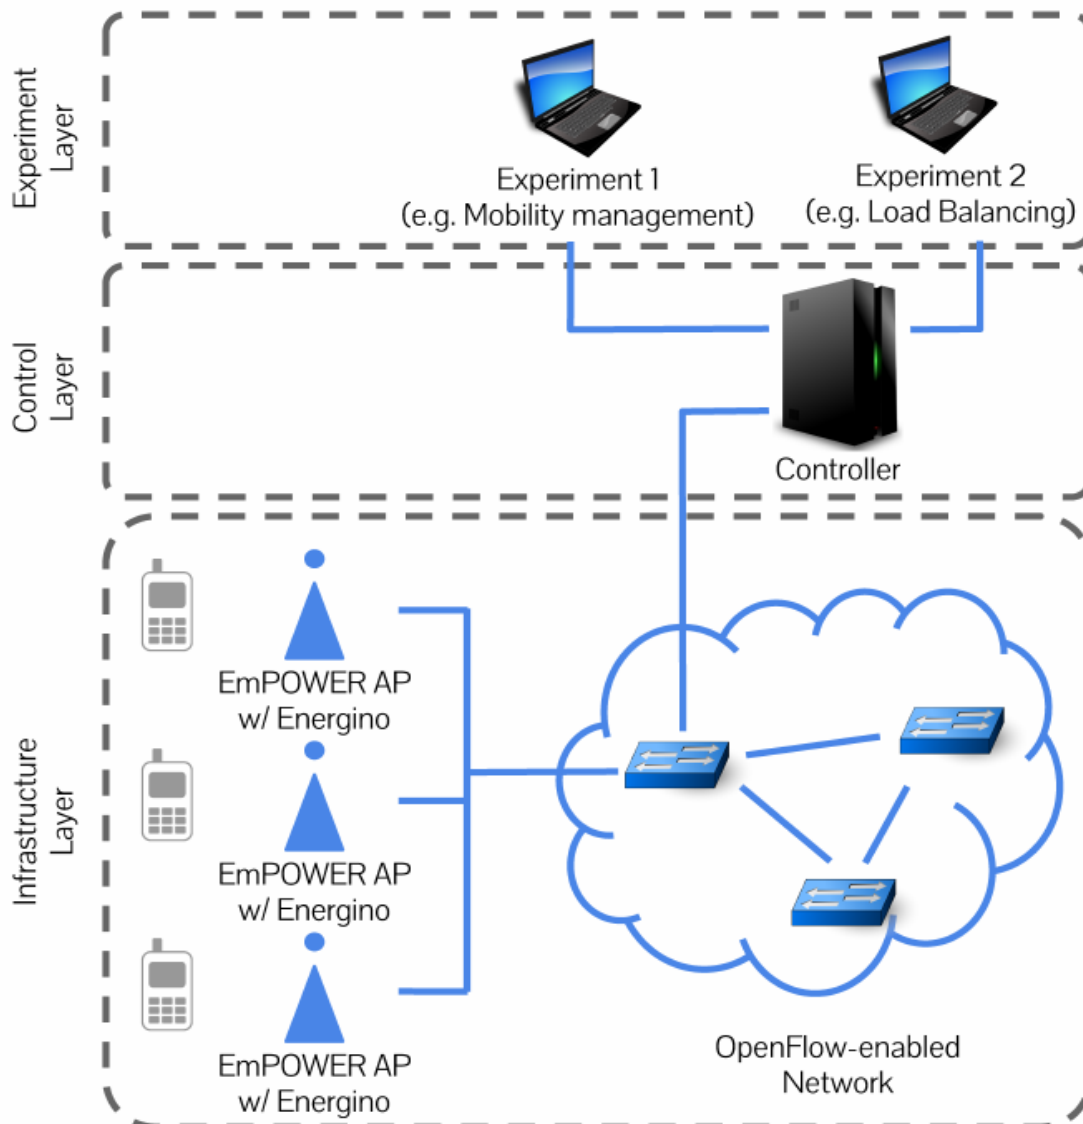 Experiment
Layer
Experiment 1
(e.g. Mobility management)
Experiment 2
(e.g. Load Balancing)
Control
Layer
Controller
Infrastructure
Layer
EmPOWER AP
w/ Energino
EmPOWER AP
w/ Energino
EmPOWER AP
w/ Energino
OpenFlow-enabled
Network